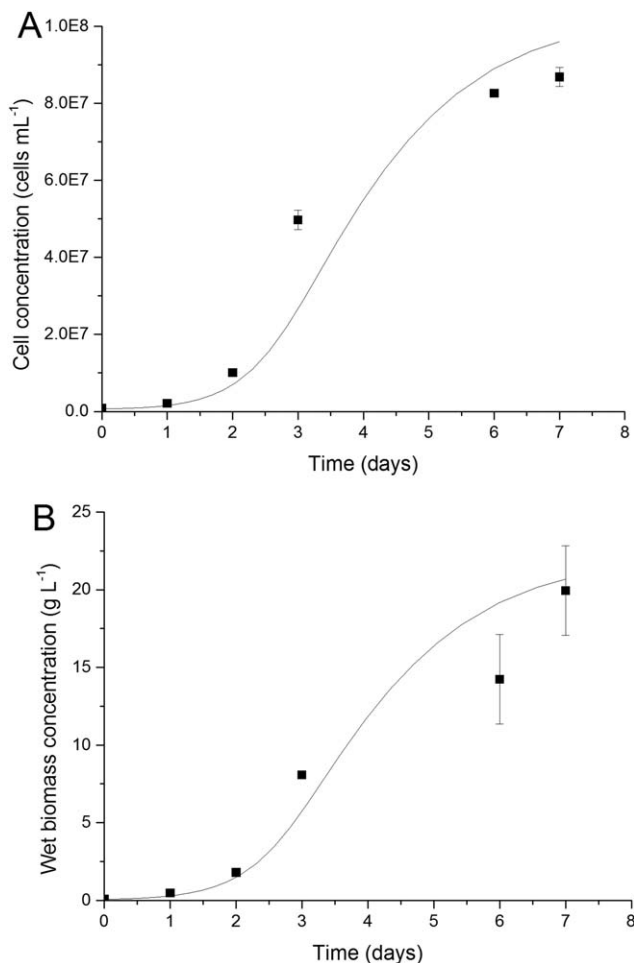 A
1.0E8
8.0E7
6.0E7
4.0E7
2.0E7
0.0
Cell concentration (cells mL⁻¹)
0 1 2 3 4 5 6 7 8
Time (days)
B
25
20
15
10
5
0
Wet biomass concentration (g L⁻¹)
0 1 2 3 4 5 6 7 8
Time (days)